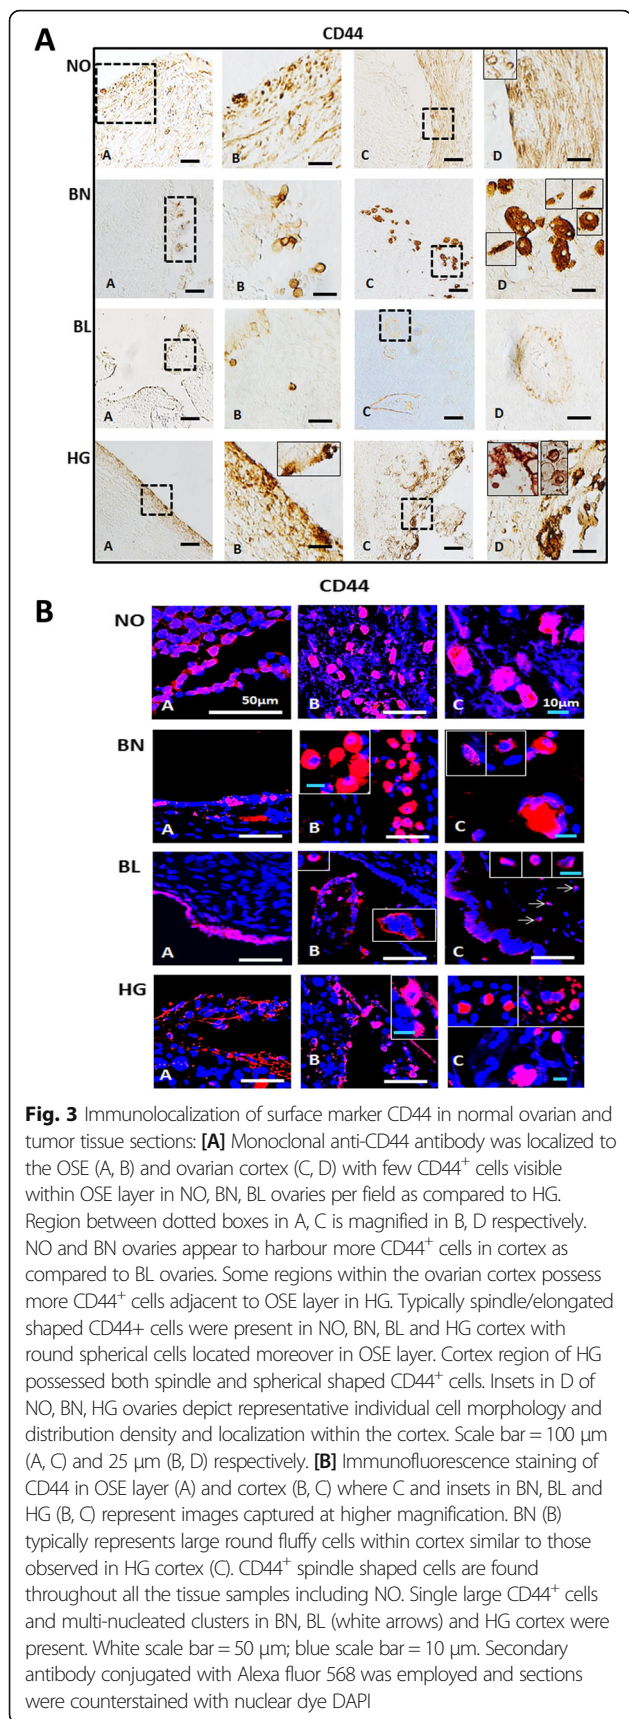 A
CD44
NO
A B C D
BN
A B C D
BL
A B C D
HG
A B C D
CD44
B
NO
A 50µm B C 10µm
BN
A B C
BL
A B C
HG
A B C
Fig. 3 Immunolocalization of surface marker CD44 in normal ovarian and
tumor tissue sections: [A] Monoclonal anti-CD44 antibody was localized to
the OSE (A, B) and ovarian cortex (C, D) with few CD44⁺ cells visible
within OSE layer in NO, BN, BL ovaries per field as compared to HG.
Region between dotted boxes in A, C is magnified in B, D respectively.
NO and BN ovaries appear to harbour more CD44⁺ cells in cortex as
compared to BL ovaries. Some regions within the ovarian cortex possess
more CD44⁺ cells adjacent to OSE layer in HG. Typically spindle/elongated
shaped CD44+ cells were present in NO, BN, BL and HG cortex with
round spherical cells located moreover in OSE layer. Cortex region of HG
possessed both spindle and spherical shaped CD44⁺ cells. Insets in D of
NO, BN, HG ovaries depict representative individual cell morphology and
distribution density and localization within the cortex. Scale bar = 100 µm
(A, C) and 25 µm (B, D) respectively. [B] Immunofluorescence staining of
CD44 in OSE layer (A) and cortex (B, C) where C and insets in BN, BL and
HG (B, C) represent images captured at higher magnification. BN (B)
typically represents large round fluffy cells within cortex similar to those
observed in HG cortex (C). CD44⁺ spindle shaped cells are found
throughout all the tissue samples including NO. Single large CD44⁺ cells
and multi-nucleated clusters in BN, BL (white arrows) and HG cortex were
present. White scale bar = 50 µm; blue scale bar = 10 µm. Secondary
antibody conjugated with Alexa fluor 568 was employed and sections
were counterstained with nuclear dye DAPI